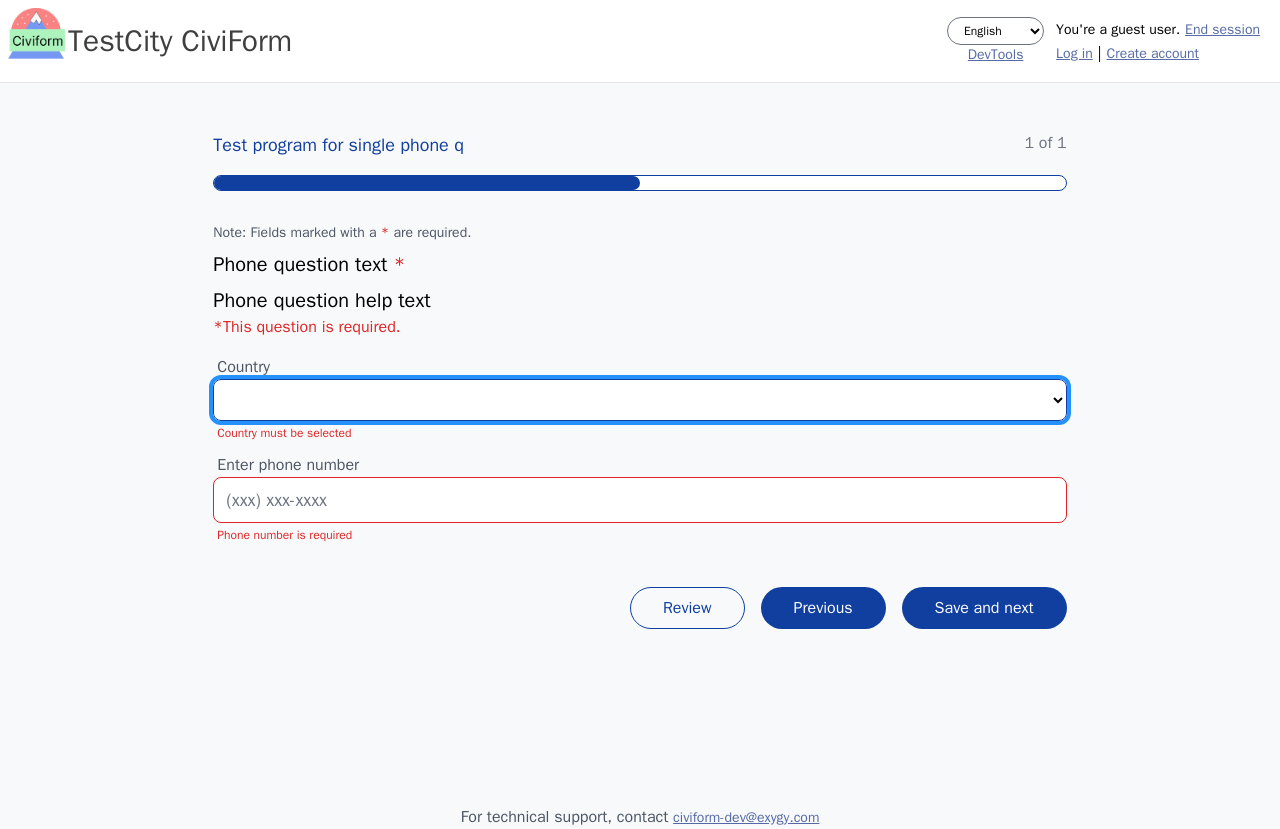 Civiform TestCity CiviForm
English
DevTools
You're a guest user. End session
Log in | Create account
Test program for single phone q
1 of 1
Note: Fields marked with a * are required.
Phone question text *
Phone question help text
*This question is required.
Country
Country must be selected
Enter phone number
(xxx) xxx-xxxx
Phone number is required
Review
Previous
Save and next
For technical support, contact civiform-dev@exygy.com